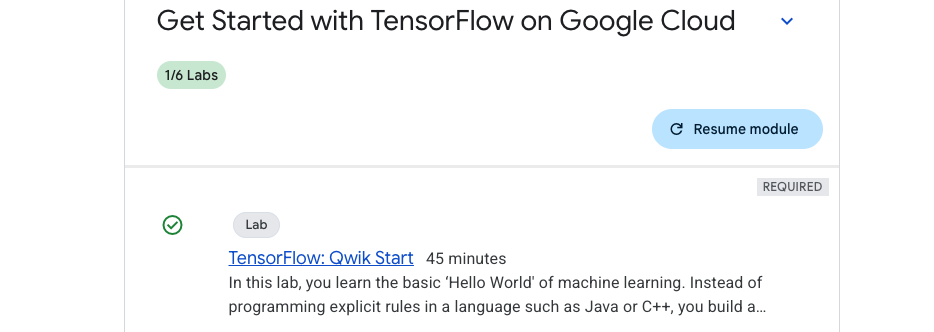 Get Started with TensorFlow on Google Cloud
1/6 Labs
Resume module
REQUIRED
Lab
TensorFlow: Qwik Start 45 minutes
In this lab, you learn the basic ‘Hello World' of machine learning. Instead of
programming explicit rules in a language such as Java or C++, you build a...